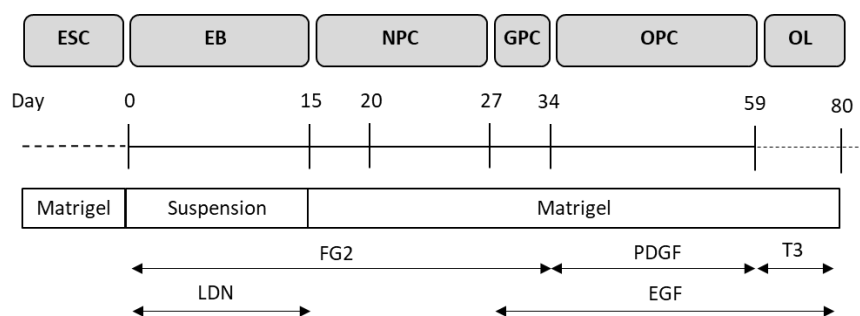 ESC EB NPC GPC OPC OL
Day 0 15 20 27 34 59 80
Matrigel Suspension Matrigel
FG2 PDGF T3
LDN EGF